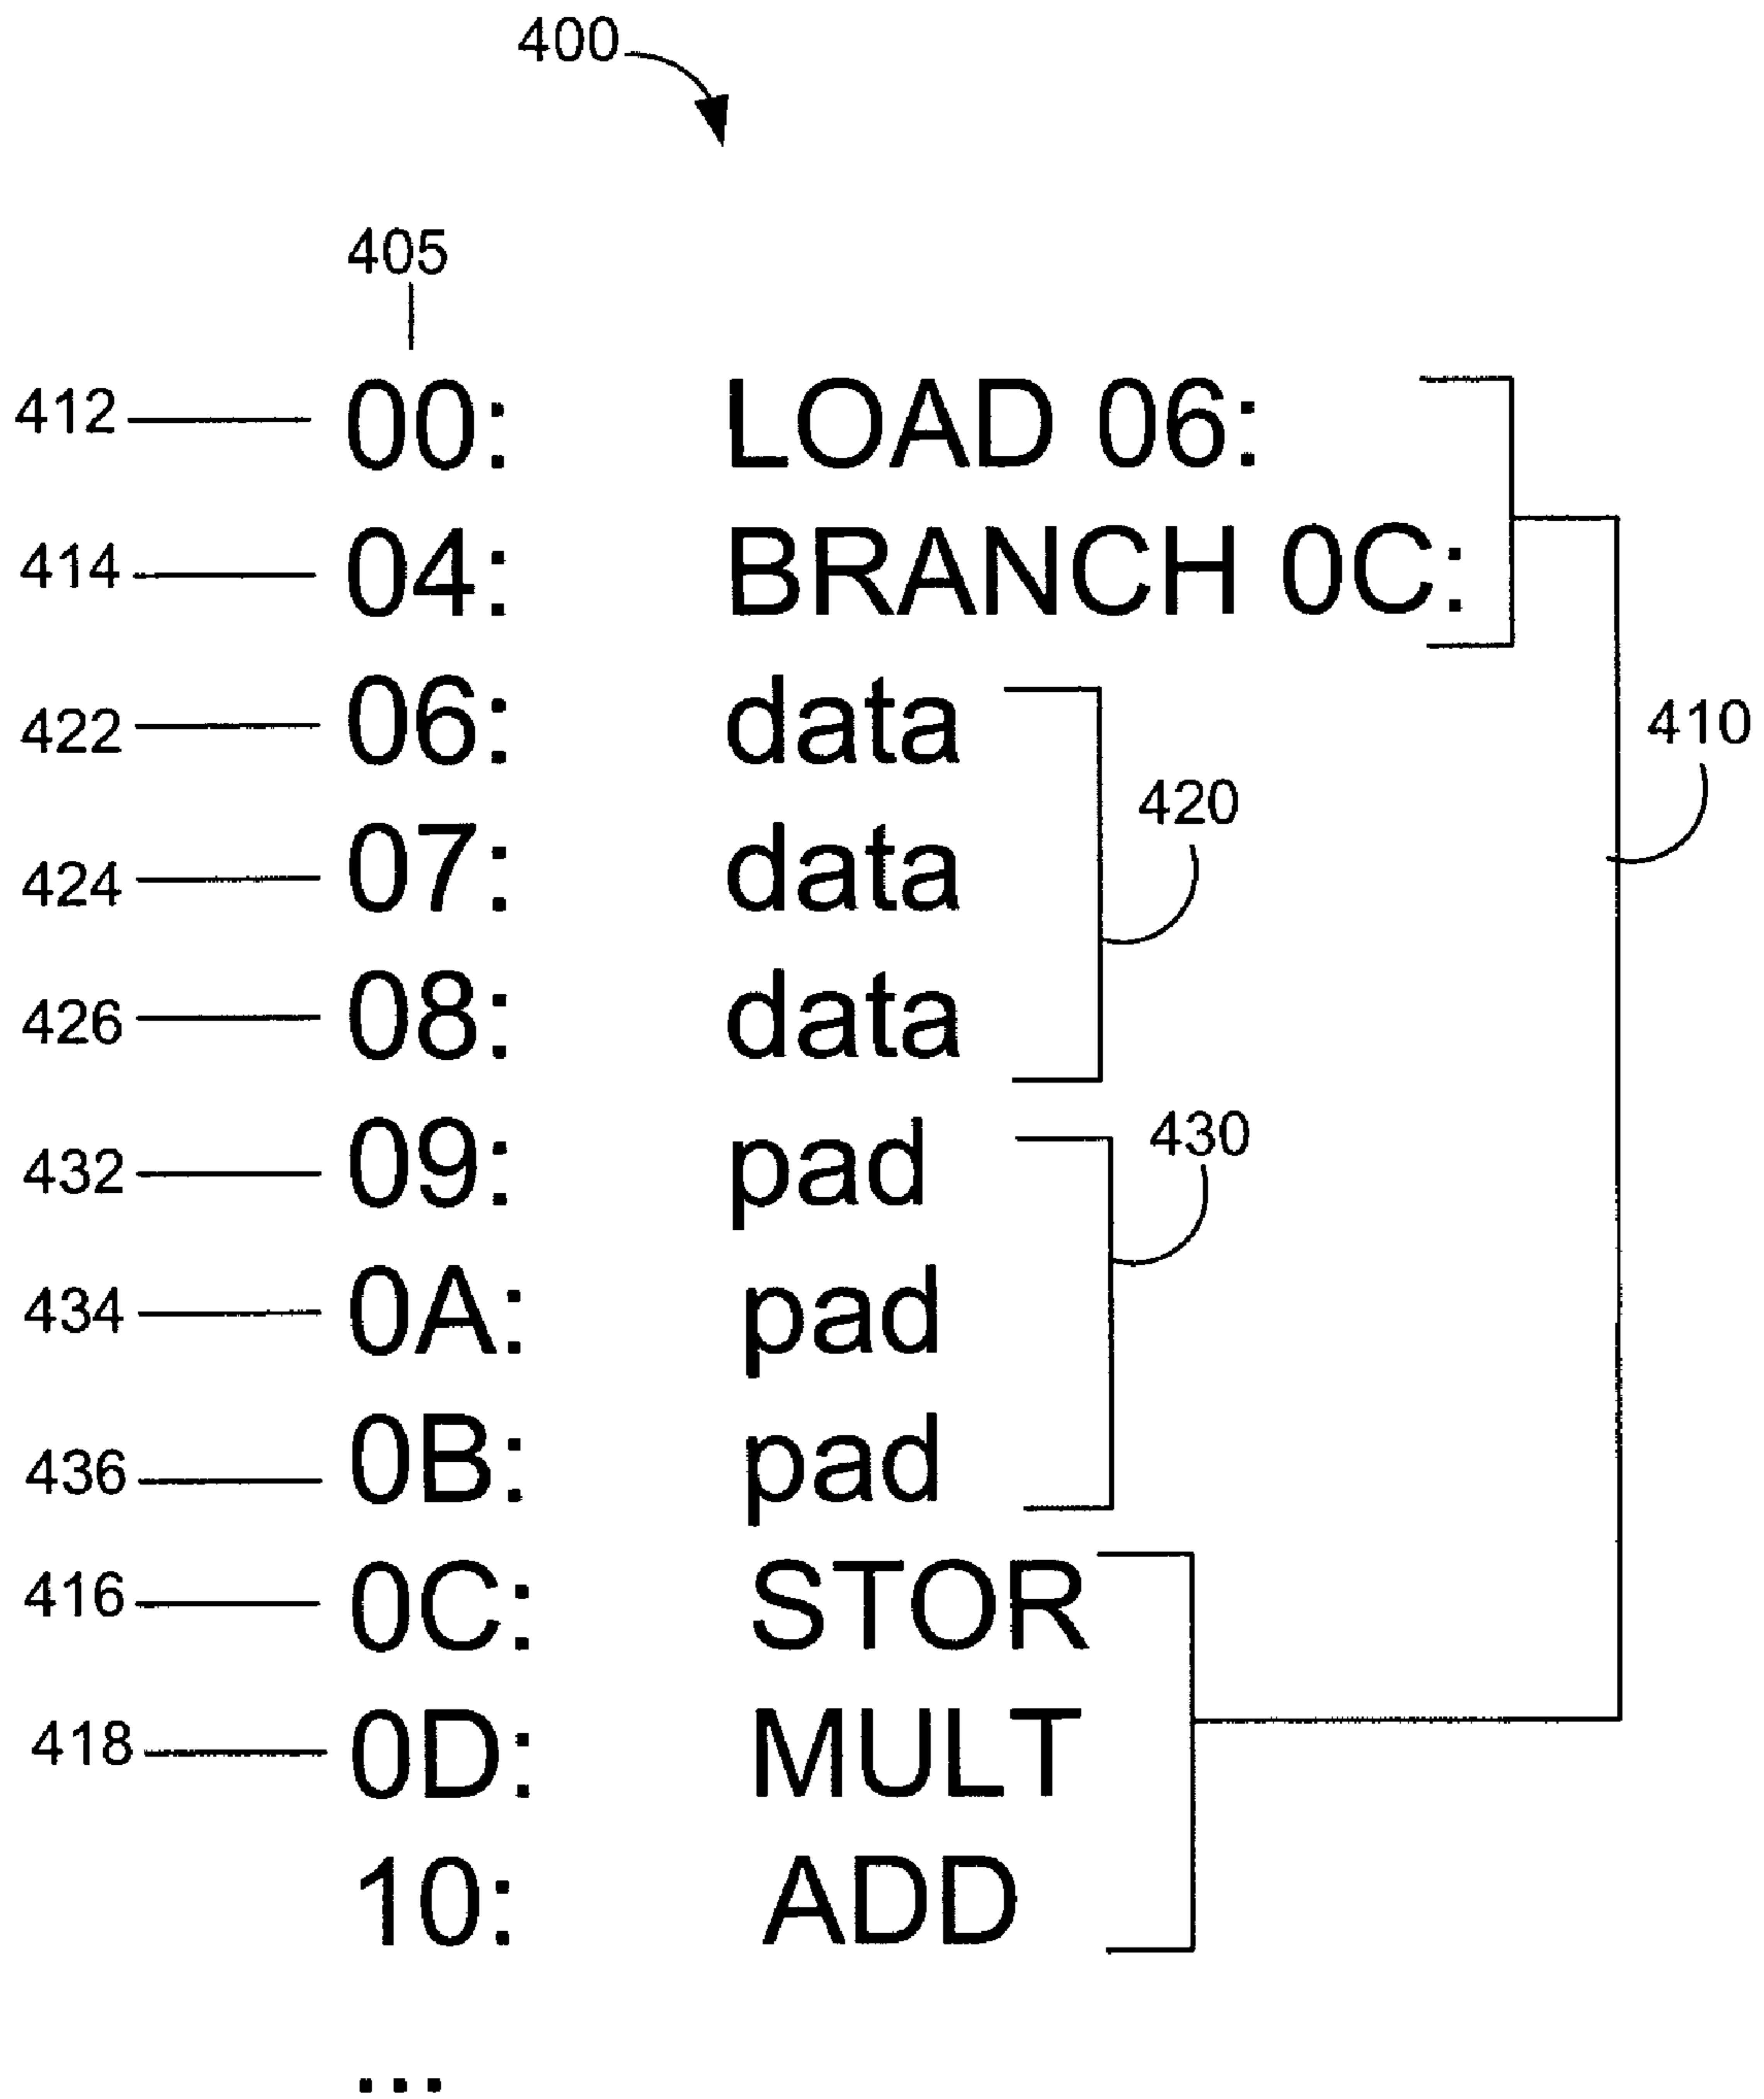 400
405
412 00: LOAD 06:
414 04: BRANCH 0C:
422 06: data 410
420
424 07: data
426 08: data
430
432 09: pad
434 0A: pad
436 0B: pad
416 0C: STOR
418 0D: MULT
10: ADD
...